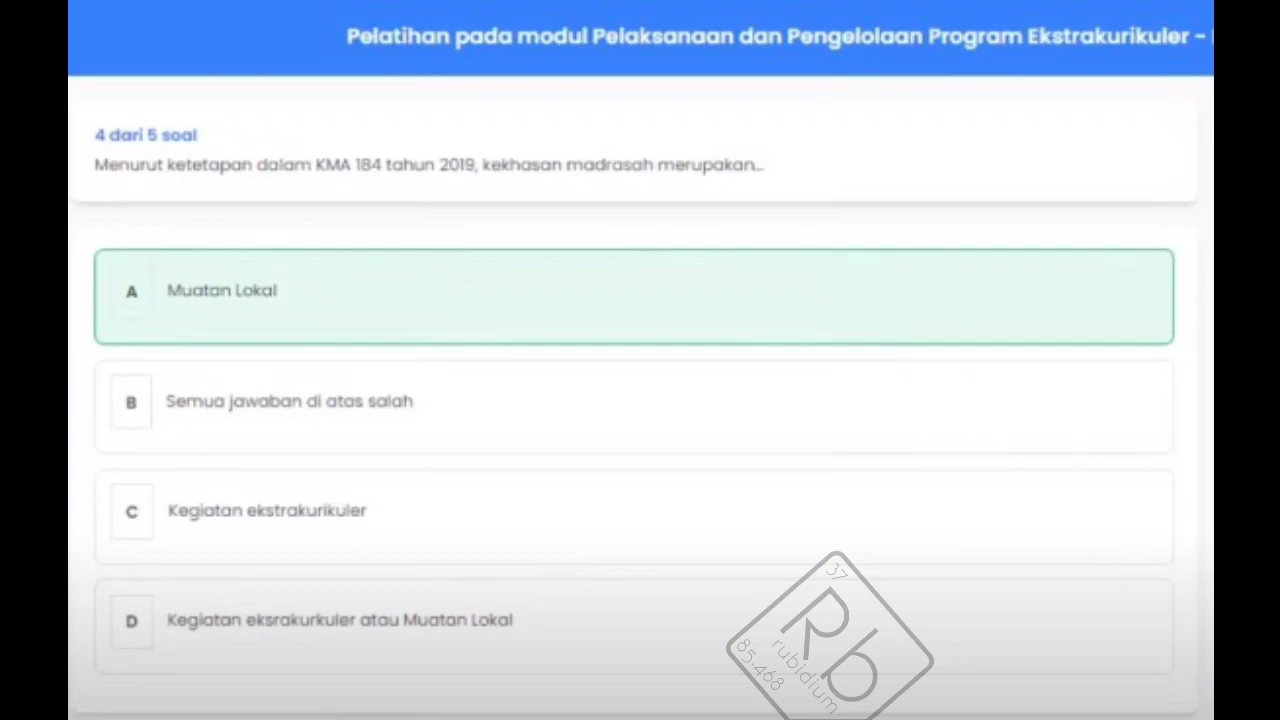 Pelatihan pada modul Pelaksanaan dan Pengelolaan Program Ekstrakurikuler -
4 dari 5 soal
Menurut ketetapan dalam KMA 184 tahun 2019, kekhasan madrasah merupakan...
A Muatan Lokal
B Semua jawaban di atas salah
C Kegiatan ekstrakurikuler
D Kegiatan eksrakurkuler atau Muatan Lokal
37
Rb
rubidium
85.468